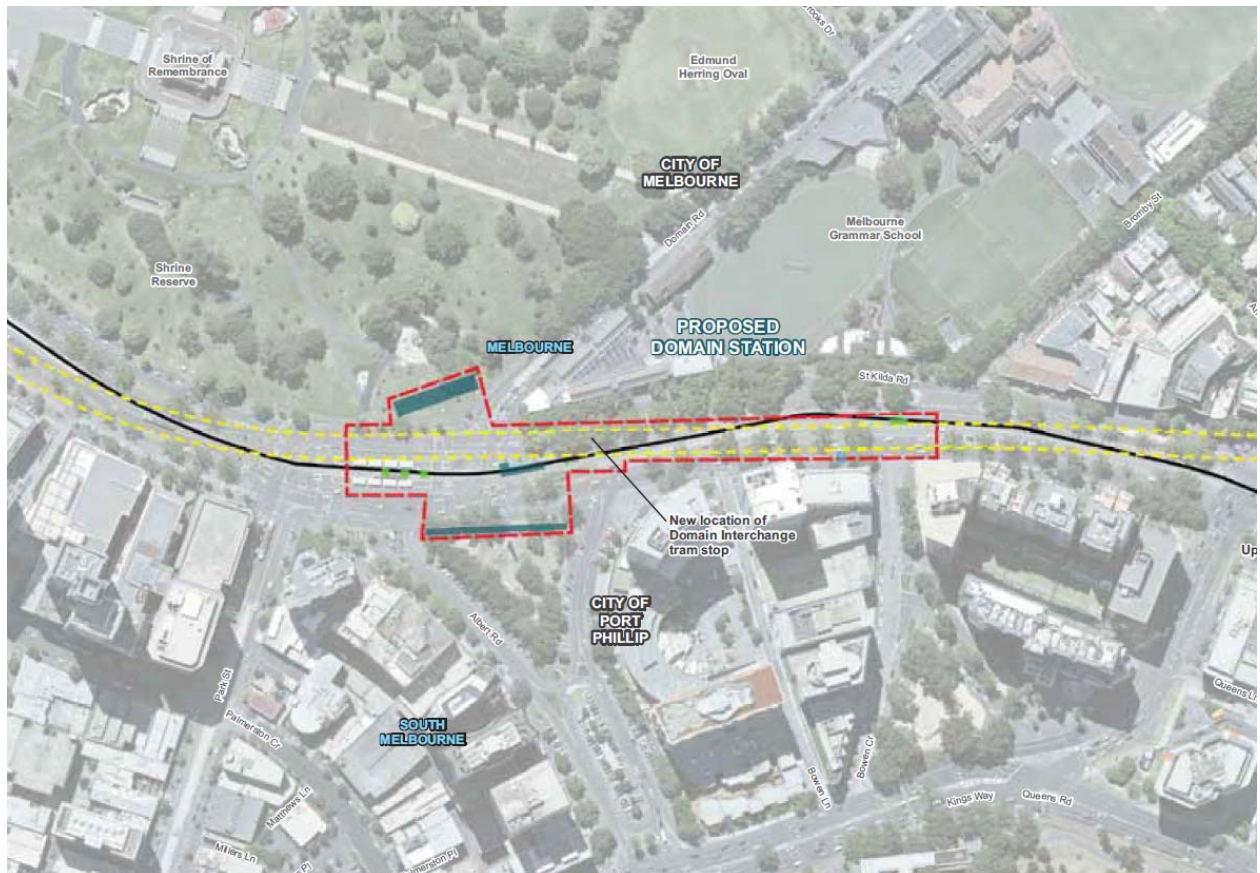 Shrine of
Remembrance
Edmund
Herring Oval
CITY OF
MELBOURNE
Domain Rd
Melbourne
Grammar School
Bromby St
Shrine
Reserve
MELBOURNE
PROPOSED
DOMAIN STATION
St Kilda Rd
New location of
Domain Interchange
tram stop
Up
CITY OF
PORT
PHILLIP
Albert Rd
Park St
Palmerston Cr
SOUTH
MELBOURNE
Matthews Ln
Millers Ln
Bowen Ln
Bowen Cr
Kings Way
Queens Rd
Queens Ln